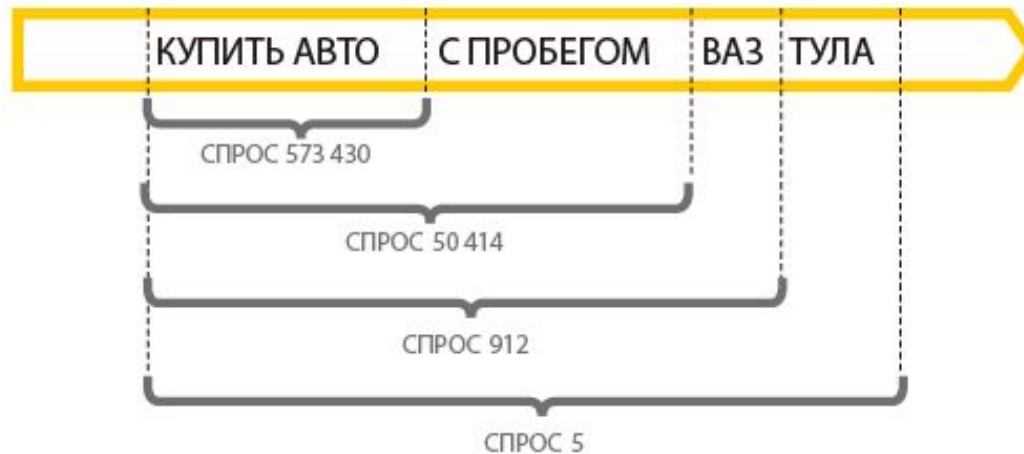 КУПИТЬ АВТО С ПРОБЕГОМ ВАЗ ТУЛА
СПРОС 573 430
СПРОС 50 414
СПРОС 912
СПРОС 5